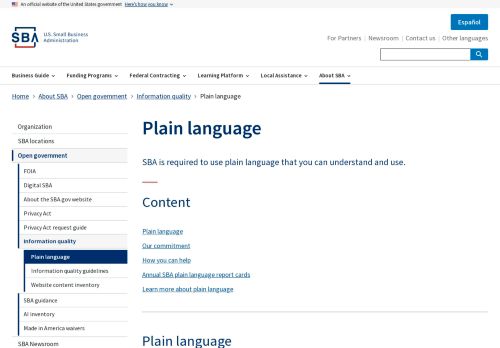 An official website of the United States government Here's how you know
Español
SBA U.S. Small Business
Administration
For Partners Newsroom Contact us Other languages
Business Guide Funding Programs Federal Contracting Learning Platform Local Assistance About SBA
Home About SBA Open government Information quality Plain language
Organization
SBA locations
Open government
FOIA
Digital SBA
About the SBA.gov website
Privacy Act
Privacy Act request guide
Information quality
Plain language
Information quality guidelines
Website content inventory
SBA guidance
AI inventory
Made in America waivers
SBA Newsroom
Plain language
SBA is required to use plain language that you can understand and use.
Content
Plain language
Our commitment
How you can help
Annual SBA plain language report cards
Learn more about plain language
Plain language